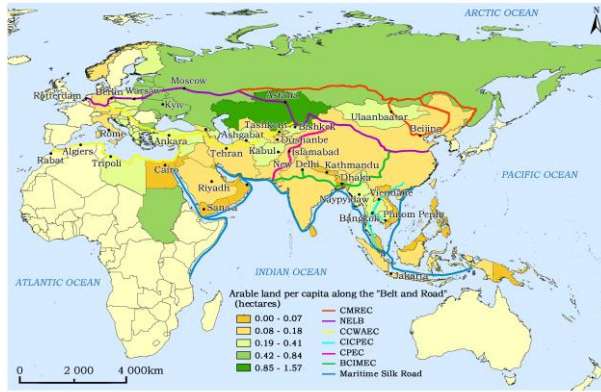 ARCTIC OCEAN
N
Moscow
Rotterdam
Berlin
Warsaw
Astana
Kyiv
Ulaanbaatar
Rome
Tashkent
Bishkek
Ankara
Ashgabat
Dushanbe
Beijing
Algiers
Rabat
Tripoli
Tehran
Kabul
Islamabad
Cairo
New Delhi
Kathmandu
Riyadh
Dhaka
PACIFIC OCEAN
Naypyidaw
Vientiane
Sanaa
Bangkok
Phnom Penh
ATLANTIC OCEAN
INDIAN OCEAN
Jakarta
Arable land per capita along the "Belt and Road"
(hectares)
0.00 - 0.07
0.08 - 0.18
0.19 - 0.41
0.42 - 0.84
0.85 - 1.57
CMREC
NELB
CCWAEC
CICPEC
CPEC
BCIMEC
Maritime Silk Road
0 2 000 4 000km